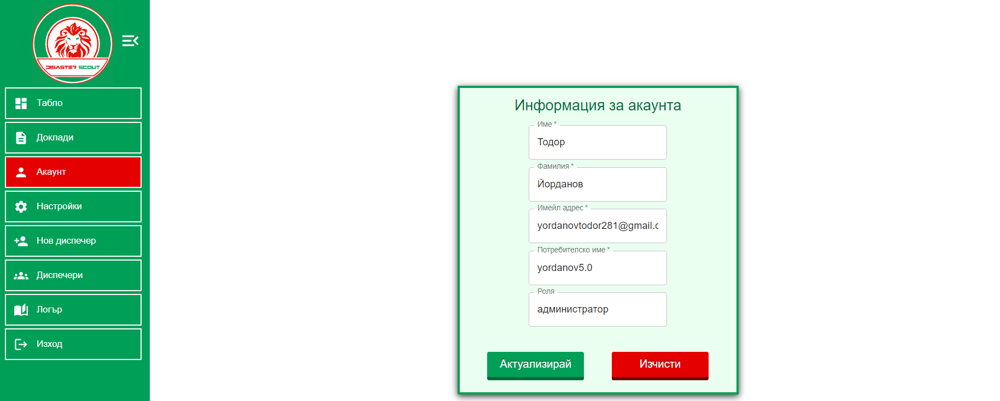 DISASTER SCOUT
Табло
Доклади
Акаунт
Настройки
Нов диспечер
Диспечери
Логър
Изход
Информация за акаунта
Име *
Тодор
Фамилия *
Йорданов
Имейл адрес *
yordanovtodor281@gmail.c
Потребителско име *
yordanov5.0
Роля
администратор
Актуализирай
Изчисти